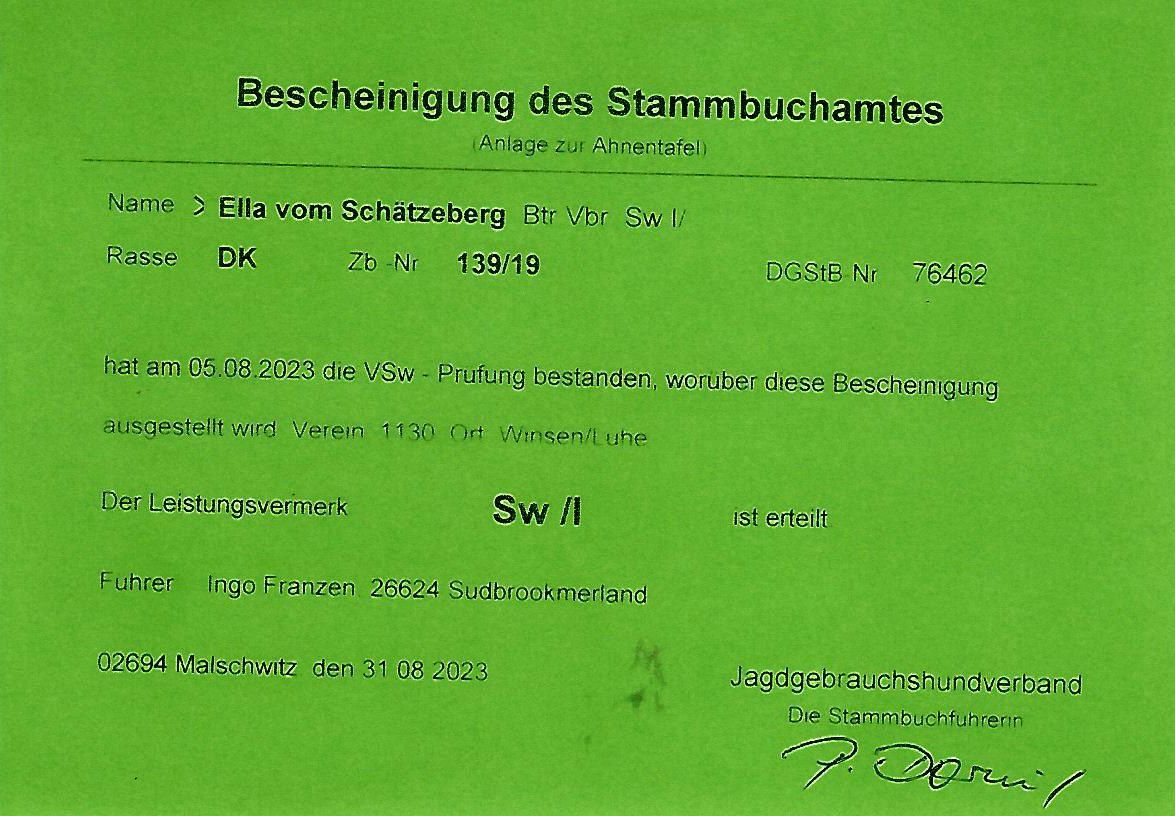 Bescheinigung des Stammbuchamtes
(Anlage zur Ahnentafel)
Name > Ella vom Schätzeberg Btr Vbr Sw I/
Rasse DK Zb -Nr 139/19 DGStB Nr 76462
hat am 05.08.2023 die VSw - Prufung bestanden, woruber diese Bescheinigung
ausgestellt wird Verein 1130 Ort Winsen/Luhe
Der Leistungsvermerk Sw /I ist erteilt
Fuhrer Ingo Franzen 26624 Sudbrookmerland
02694 Malschwitz den 31 08 2023
Jagdgebrauchshundverband
Die Stammbuchfuhrerin